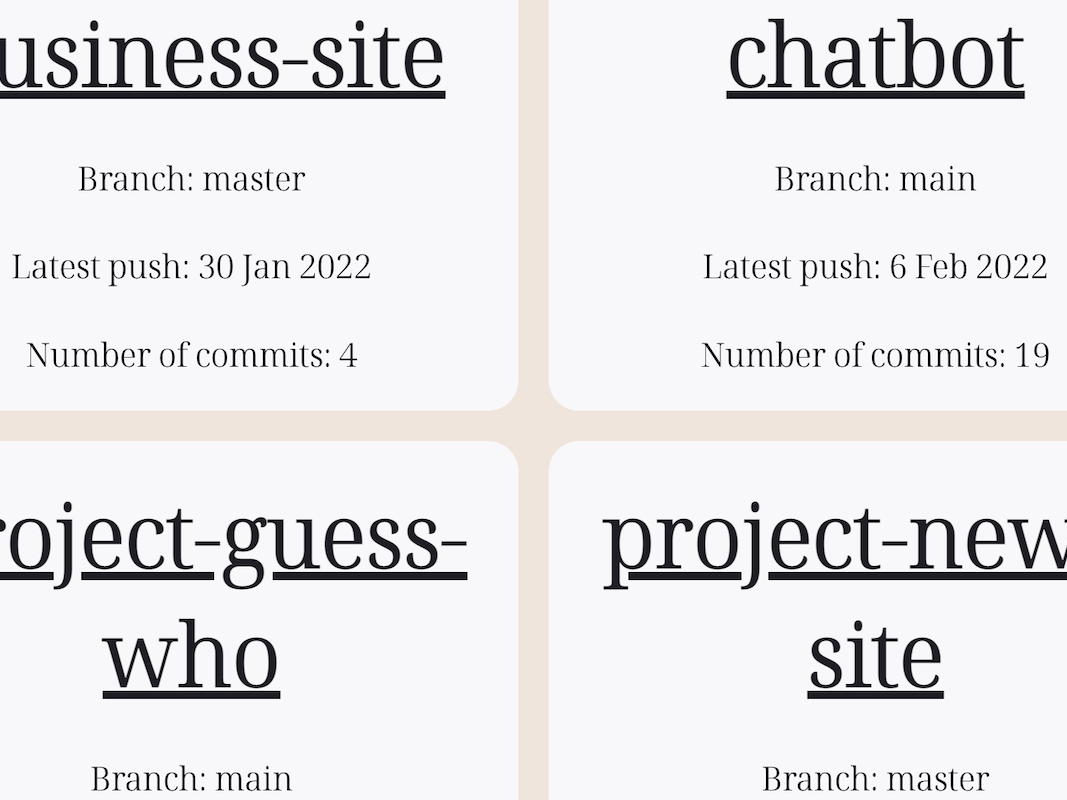 usiness-site
Branch: master
Latest push: 30 Jan 2022
Number of commits: 4
chatbot
Branch: main
Latest push: 6 Feb 2022
Number of commits: 19
roject-guess-
who
Branch: main
project-new
site
Branch: master